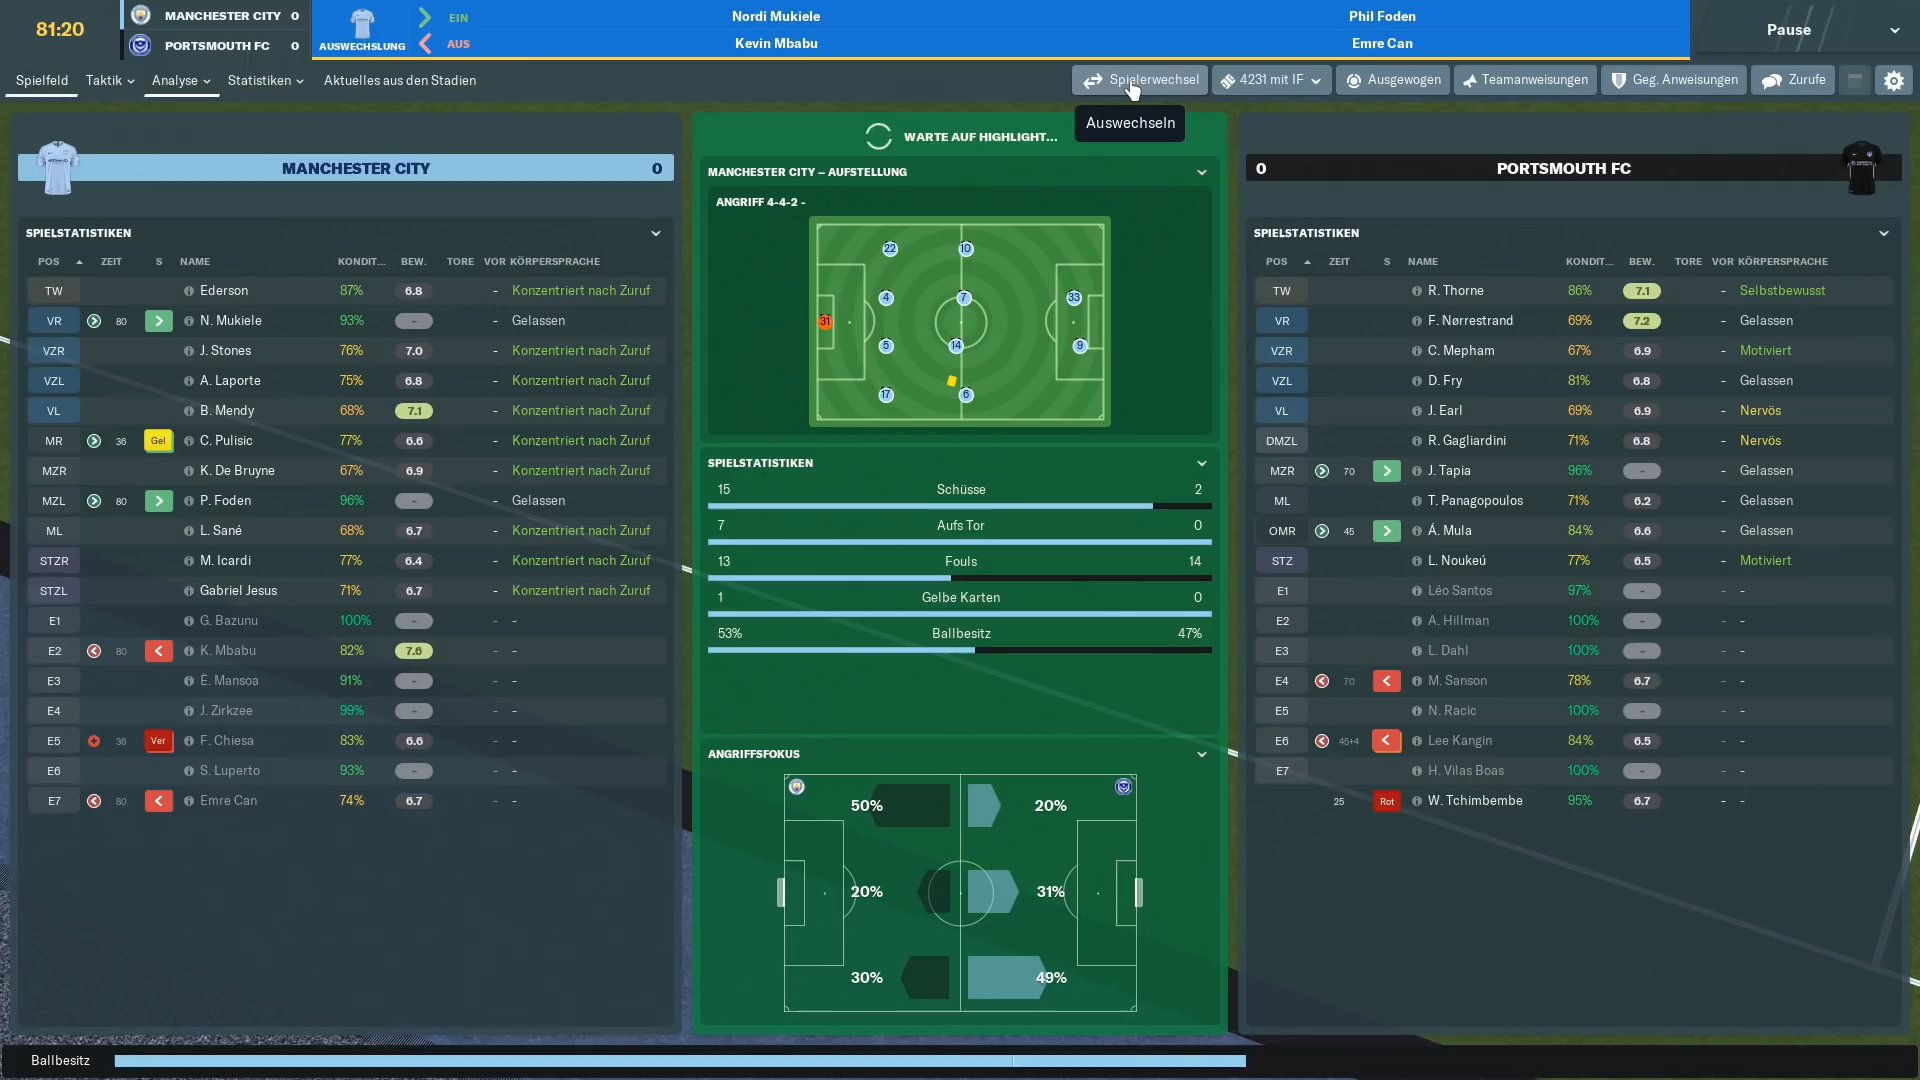 81:20
MANCHESTER CITY 0
PORTSMOUTH FC 0
AUSWECHSLUNG
EIN Nordi Mukiele Phil Foden
AUS Kevin Mbabu Emre Can
Pause
Spielfeld Taktik Analyse Statistiken Aktuelles aus den Stadien
Spielerwechsel 4231 mit IF Ausgewogen Teamanweisungen Geg. Anweisungen Zurufe
Auswechseln
MANCHESTER CITY 0
SPIELSTATISTIKEN
POS ZEIT S NAME KONDIT... BEW. TORE VOR KÖRPERSPRACHE
TW Ederson 87% 6.8 - Konzentriert nach Zuruf
VR 80 N. Mukiele 93% - - Gelassen
VZR J. Stones 76% 7.0 - Konzentriert nach Zuruf
VZL A. Laporte 75% 6.8 - Konzentriert nach Zuruf
VL B. Mendy 68% 7.1 - Konzentriert nach Zuruf
MR 36 Gel C. Pulisic 77% 6.6 - Konzentriert nach Zuruf
MZR K. De Bruyne 67% 6.9 - Konzentriert nach Zuruf
MZL 80 P. Foden 96% - - Gelassen
ML L. Sané 68% 6.7 - Konzentriert nach Zuruf
STZR M. Icardi 77% 6.4 - Konzentriert nach Zuruf
STZL Gabriel Jesus 71% 6.7 - Konzentriert nach Zuruf
E1 G. Bazunu 100% - - -
E2 80 K. Mbabu 82% 7.6 - -
E3 È. Mansoa 91% - - -
E4 J. Zirkzee 99% - - -
E5 36 Ver F. Chiesa 83% 6.6 - -
E6 S. Luperto 93% - - -
E7 80 Emre Can 74% 6.7 - -
WARTE AUF HIGHLIGHT...
MANCHESTER CITY – AUFSTELLUNG
ANGRIFF 4-4-2 -
22 10
4 7 33
31
5 14 9
17 6
SPIELSTATISTIKEN
15 Schüsse 2
7 Aufs Tor 0
13 Fouls 14
1 Gelbe Karten 0
53% Ballbesitz 47%
ANGRIFFSFOKUS
50% 20%
20% 31%
30% 49%
0 PORTSMOUTH FC
SPIELSTATISTIKEN
POS ZEIT S NAME KONDIT... BEW. TORE VOR KÖRPERSPRACHE
TW R. Thorne 86% 7.1 - Selbstbewusst
VR F. Nørrestrand 69% 7.2 - Gelassen
VZR C. Mepham 67% 6.9 - Motiviert
VZL D. Fry 81% 6.8 - Gelassen
VL J. Earl 69% 6.9 - Nervös
DMZL R. Gagliardini 71% 6.8 - Nervös
MZR 70 J. Tapia 96% - - Gelassen
ML T. Panagopoulos 71% 6.2 - Gelassen
OMR 45 Á. Mula 84% 6.6 - Gelassen
STZ L. Noukeú 77% 6.5 - Motiviert
E1 Léo Santos 97% - - -
E2 A. Hillman 100% - - -
E3 L. Dahl 100% - - -
E4 70 M. Sanson 78% 6.7 - -
E5 N. Racic 100% - - -
E6 45+4 Lee Kangin 84% 6.5 - -
E7 H. Vilas Boas 100% - - -
25 Rot W. Tchimbembe 95% 6.7 - -
Ballbesitz